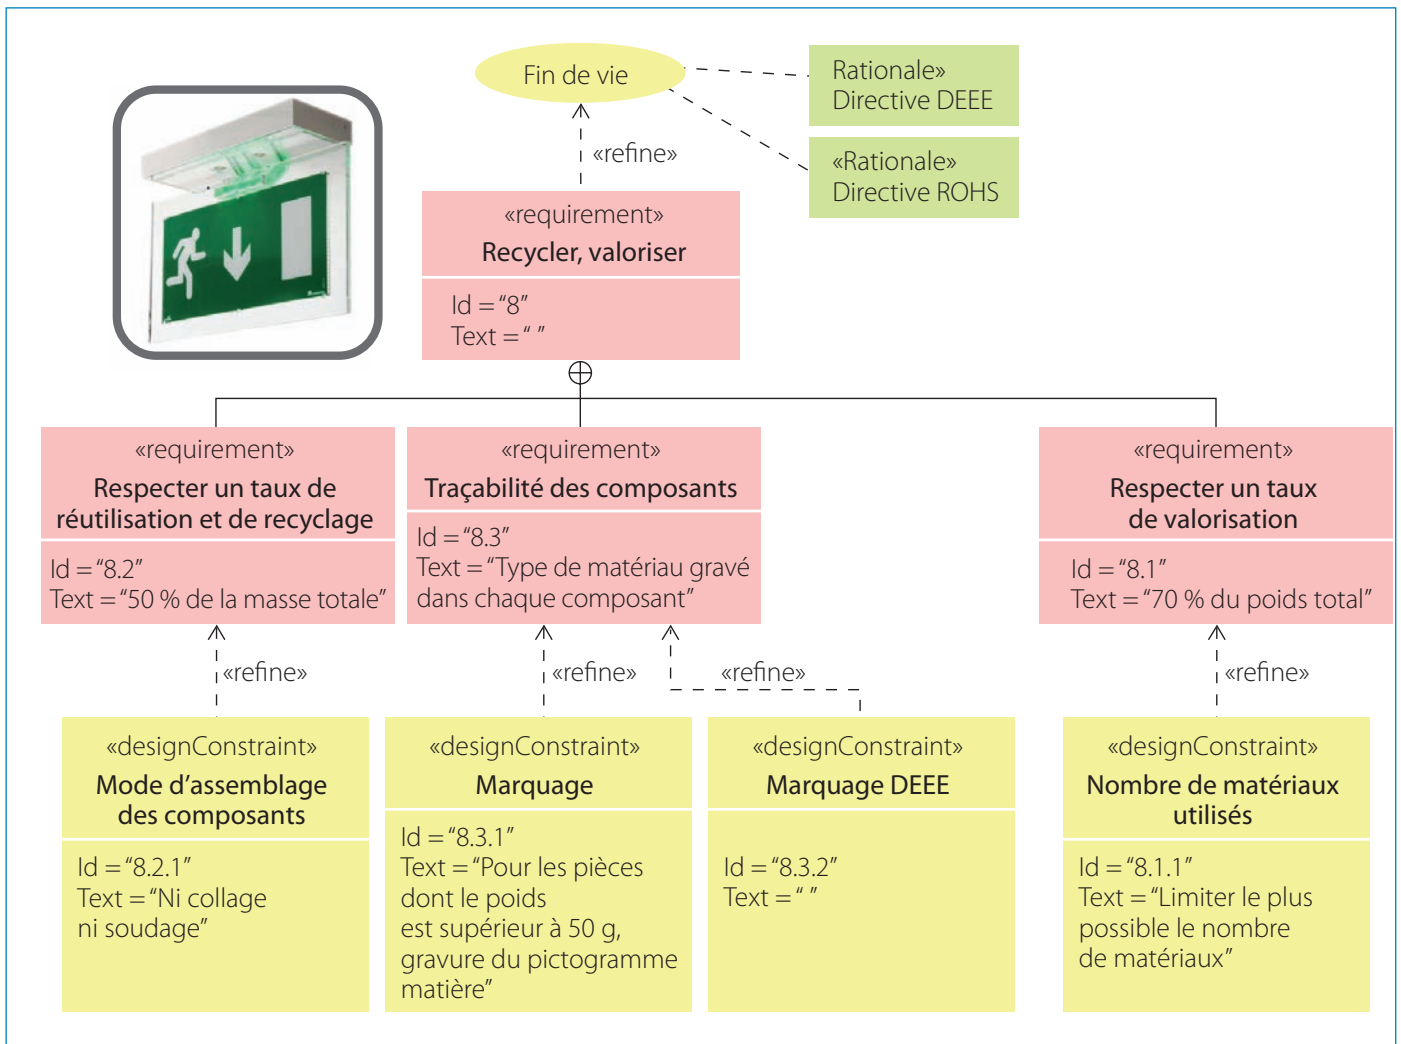 Fin de vie
Rationale»
Directive DEEE
«Rationale»
Directive ROHS
«refine»
«requirement»
Recycler, valoriser
Id = “8”
Text = “ ”
«requirement»
Respecter un taux de
réutilisation et de recyclage
Id = “8.2”
Text = “50 % de la masse totale”
«requirement»
Traçabilité des composants
Id = “8.3”
Text = “Type de matériau gravé
dans chaque composant”
«requirement»
Respecter un taux
de valorisation
Id = “8.1”
Text = “70 % du poids total”
«refine»
«refine»
«refine»
«refine»
«designConstraint»
Mode d’assemblage
des composants
Id = “8.2.1”
Text = “Ni collage
ni soudage”
«designConstraint»
Marquage
Id = “8.3.1”
Text = “Pour les pièces
dont le poids
est supérieur à 50 g,
gravure du pictogramme
matière”
«designConstraint»
Marquage DEEE
Id = “8.3.2”
Text = “ ”
«designConstraint»
Nombre de matériaux
utilisés
Id = “8.1.1”
Text = “Limiter le plus
possible le nombre
de matériaux”